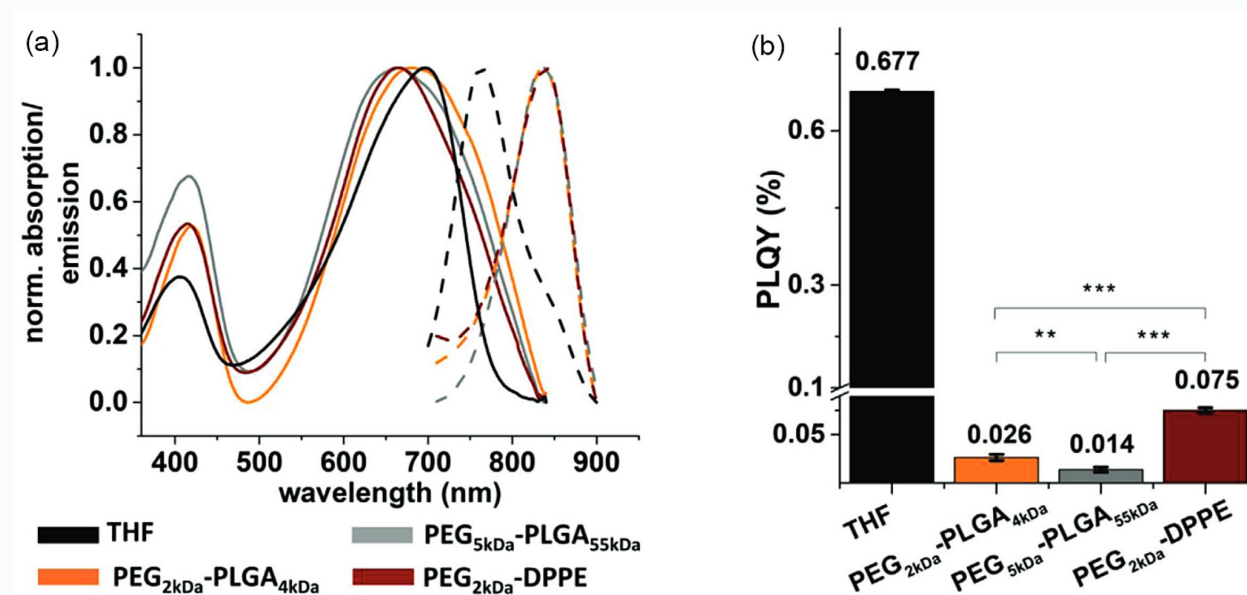 (a)
norm. absorption/
emission
1.0
0.8
0.6
0.4
0.2
0.0
400 500 600 700 800 900
wavelength (nm)
THF
PEG2kDa-PLGA4kDa
PEG5kDa-PLGA55kDa
PEG2kDa-DPPE
(b)
PLQY (%)
0.6
0.3
0.1
0.05
0.677
***
** ***
0.075
0.026
0.014
THF
PEG2kDa-PLGA4kDa
PEG5kDa-PLGA55kDa
PEG2kDa-DPPE